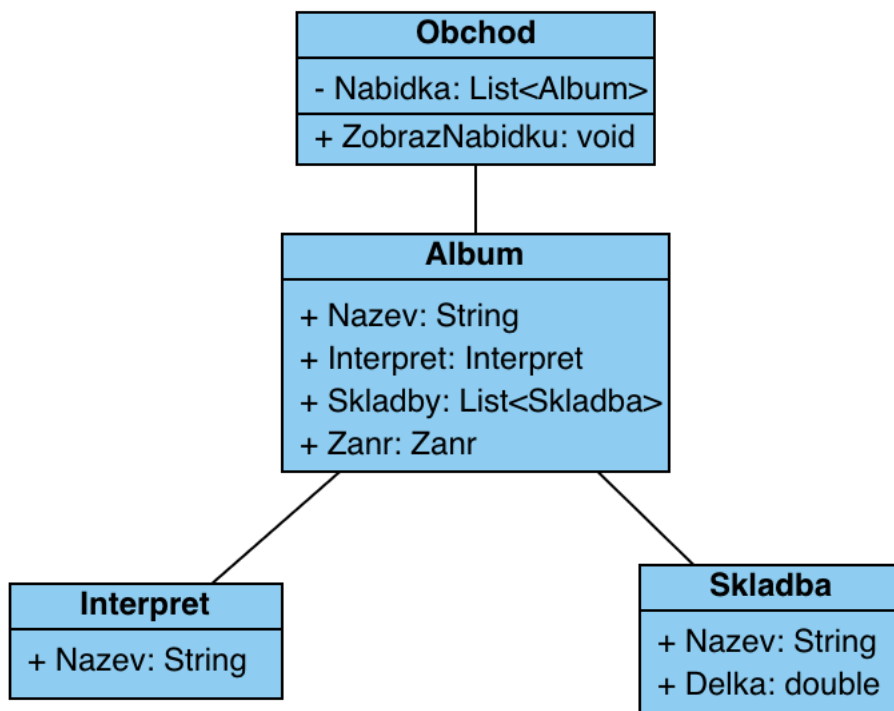 Obchod
- Nabidka: List<Album>
+ ZobrazNabidku: void
Album
+ Nazev: String
+ Interpret: Interpret
+ Skladby: List<Skladba>
+ Zanr: Zanr
Interpret
+ Nazev: String
Skladba
+ Nazev: String
+ Delka: double